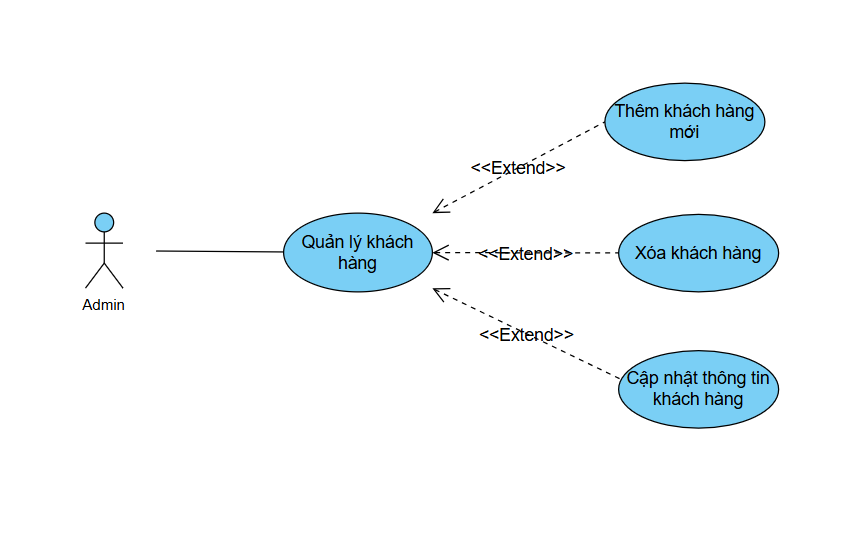 Thêm khách hàng
mới
<<Extend>>
Quản lý khách
hàng
<<Extend>>
Xóa khách hàng
Admin
<<Extend>>
Cập nhật thông tin
khách hàng